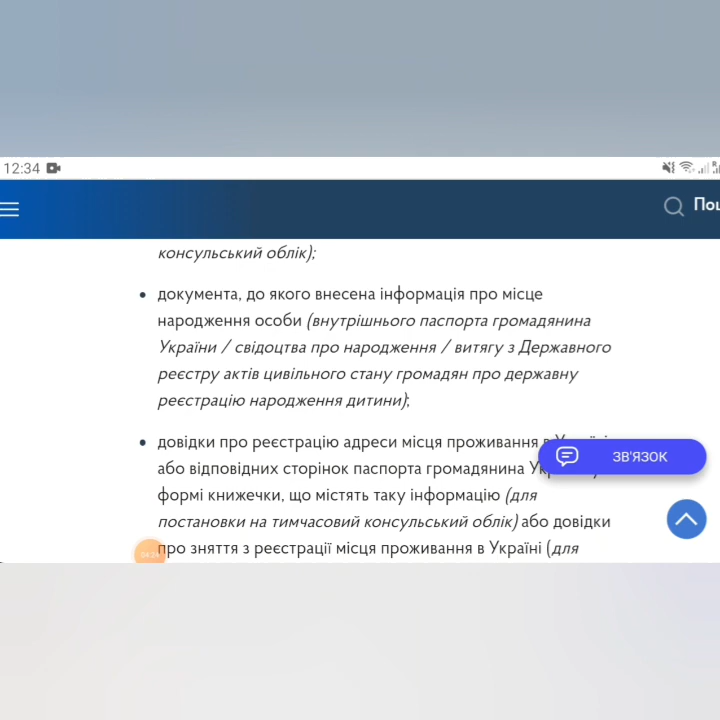 12:34
Пош
консульський облік);
документа, до якого внесена інформація про місце
народження особи (внутрішнього паспорта громадянина
України / свідоцтва про народження / витягу з Державного
реєстру актів цивільного стану громадян про державну
реєстрацію народження дитини);
довідки про реєстрацію адреси місця проживання
ЗВ'ЯЗОК
або відповідних сторінок паспорта громадянина
формі книжечки, що містять таку інформацію (для
постановки на тимчасовий консульський облік) або довідки
про зняття з реєстрації місця проживання в Україні (для